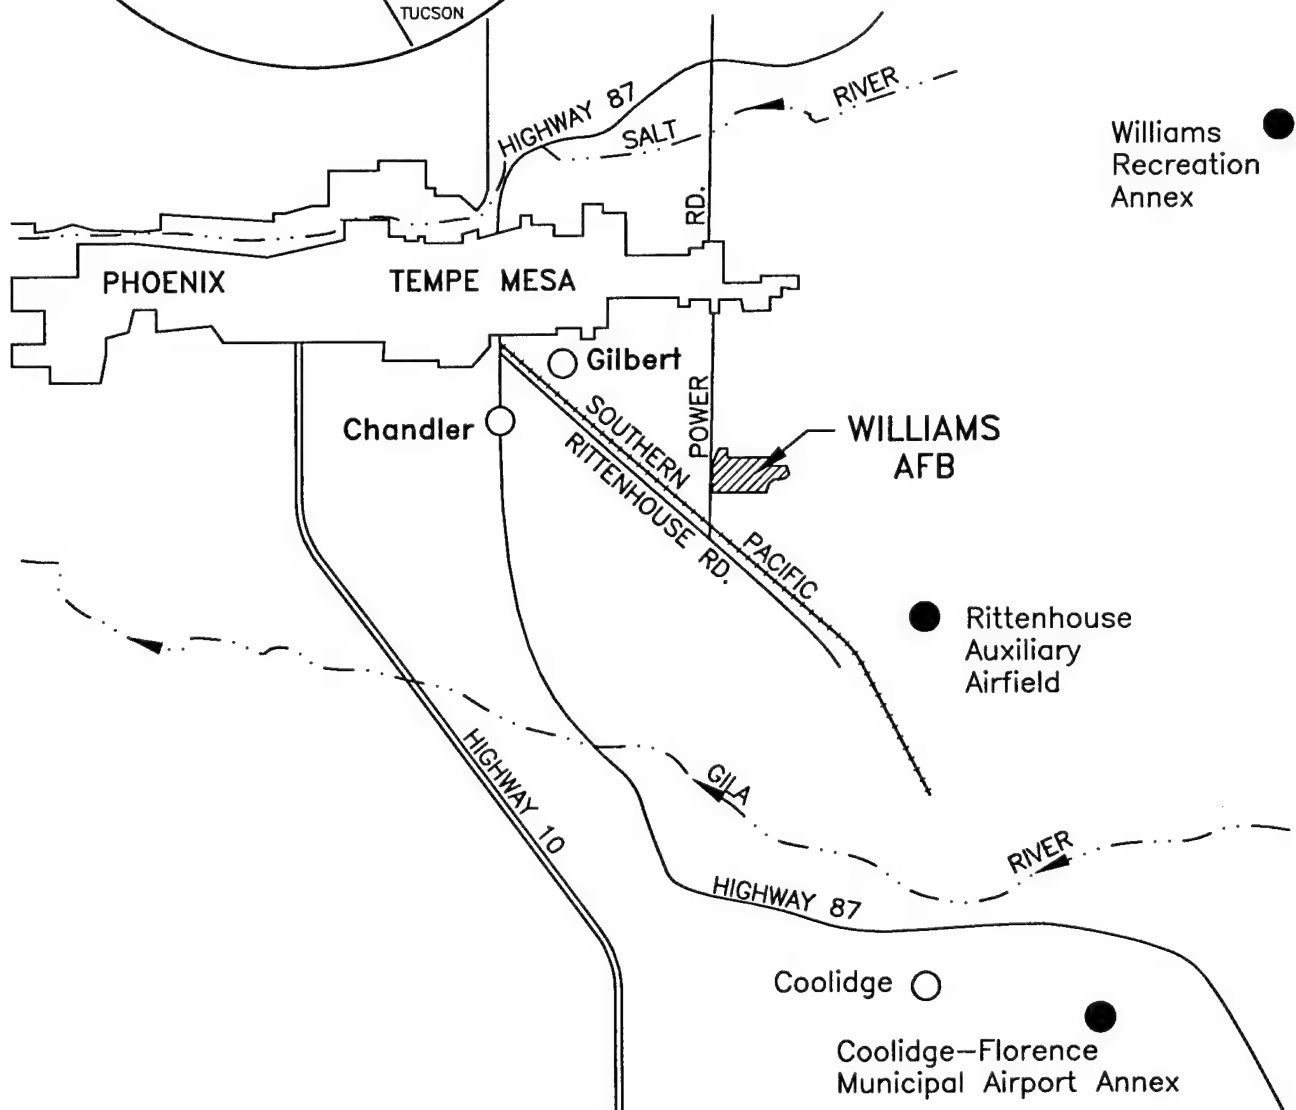 TUCSON
HIGHWAY 87
SALT
RIVER
Williams
Recreation
Annex
RD.
PHOENIX
TEMPE MESA
Gilbert
Chandler
SOUTHERN
PACIFIC
RITTENHOUSE RD.
POWER
WILLIAMS
AFB
Rittenhouse
Auxiliary
Airfield
HIGHWAY 10
GILA
RIVER
HIGHWAY 87
Coolidge
Coolidge–Florence
Municipal Airport Annex